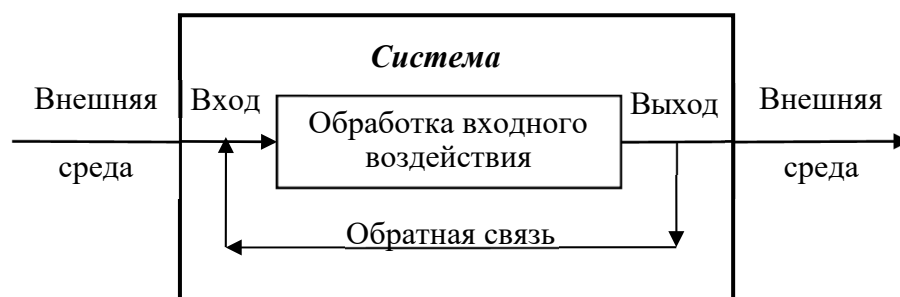 Система
Внешняя Вход Выход Внешняя
Обработка входного
воздействия
среда среда
Обратная связь